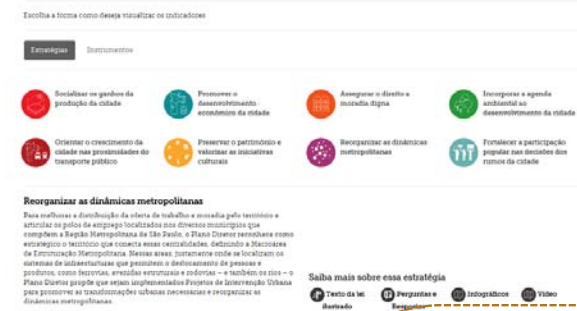 Escolha a forma como deseja visualizar os indicadores
Estratégias
Instrumentos
Socializar os ganhos da
produção da cidade
Promover o
desenvolvimento
econômico da cidade
Assegurar o direito a
moradia digna
Incorporar a agenda
ambiental ao
desenvolvimento da cidade
Orientar o crescimento da
cidade nas proximidades do
transporte público
Preservar o patrimônio e
valorizar as iniciativas
culturais
Reorganizar as dinâmicas
metropolitanas
Fortalecer a participação
popular nas decisões dos
rumos da cidade
Reorganizar as dinâmicas metropolitanas
Para melhorar a distribuição da oferta de trabalho e moradia pelo território e
articular os polos de emprego localizados nos diversos municípios que
compõem a Região Metropolitana de São Paulo, o Plano Diretor reconhece como
estratégico o território que conecta essas centralidades, definindo a Macroárea
de Estruturação Metropolitana. Nessas áreas, justamente onde se localizam os
sistemas de infraestruturas que permitem o deslocamento de pessoas e
produtos, como ferrovias, avenidas estruturais e rodovias – e também os rios – o
Plano Diretor propõe que sejam implementados Projetos de Intervenção Urbana
para promover as transformações urbanas necessárias e reorganizar as
dinâmicas metropolitanas.
Saiba mais sobre essa estratégia
Texto da lei
ilustrado
Perguntas e
Respostas
Infográficos
Vídeo